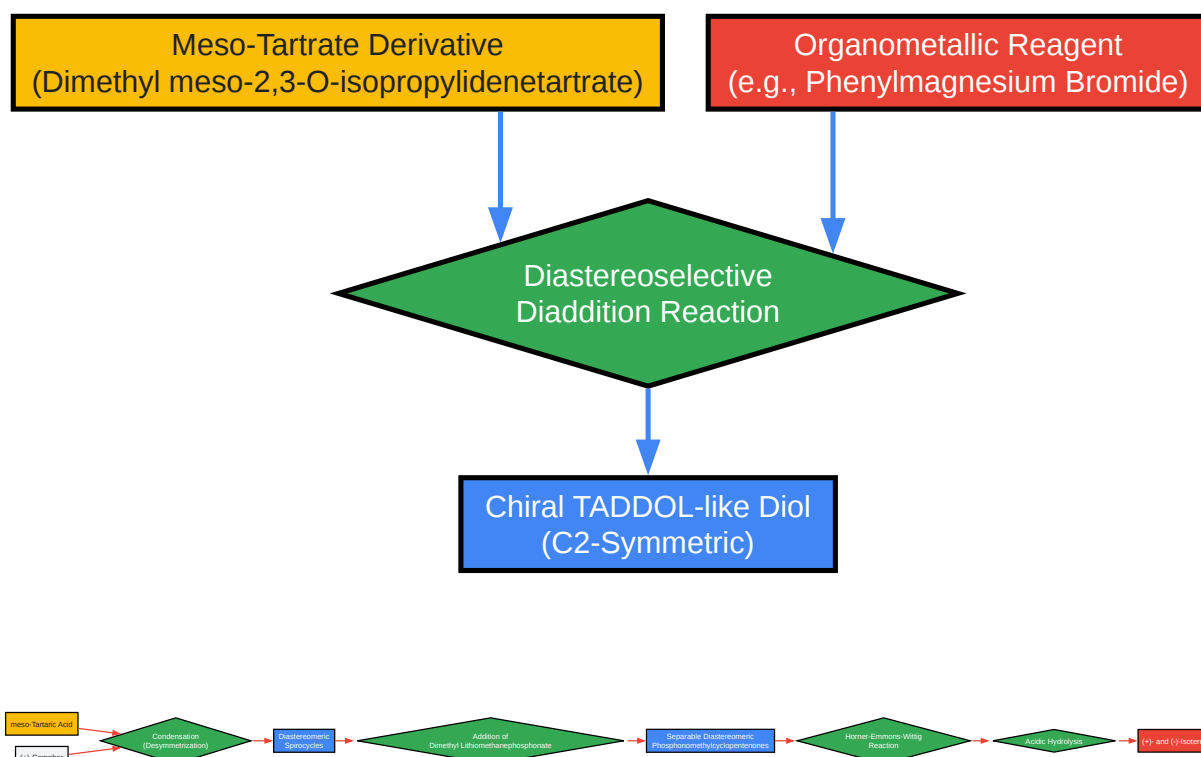 Meso-Tartrate Derivative
(Dimethyl meso-2,3-O-isopropylidenetartrate)
Organometallic Reagent
(e.g., Phenylmagnesium Bromide)
Diastereoselective
Diaddition Reaction
Chiral TADDOL-like Diol
(C2-Symmetric)
meso-Tartaric Acid
Condensation
(Desymmetrization)
Diastereomeric
Spirocycles
Addition of
Dimethyl Lithiomethanephosphonate
Separable Diastereomeric
Phosphonomethylcyclopentenones
Horner-Emmons-Wittig
Reaction
Acidic Hydrolysis
(+)- and (-)-Isoter